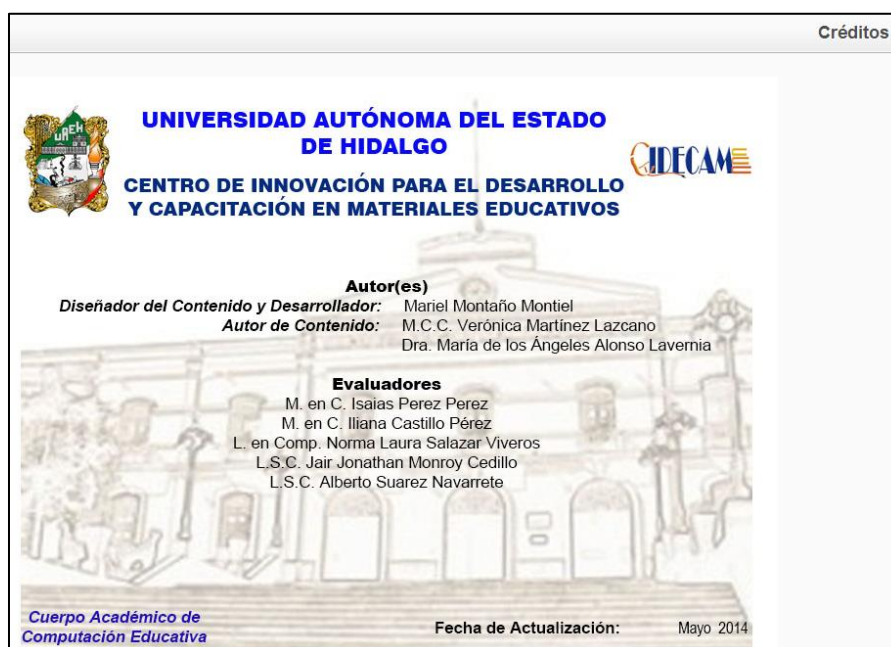 Créditos
UAEH
UNIVERSIDAD AUTÓNOMA DEL ESTADO
DE HIDALGO
CIDECAME
CENTRO DE INNOVACIÓN PARA EL DESARROLLO
Y CAPACITACIÓN EN MATERIALES EDUCATIVOS
Autor(es)
Diseñador del Contenido y Desarrollador: Mariel Montaño Montiel
Autor de Contenido: M.C.C. Verónica Martínez Lazcano
Dra. María de los Ángeles Alonso Lavernia
Evaluadores
M. en C. Isaias Perez Perez
M. en C. Iliana Castillo Pérez
L. en Comp. Norma Laura Salazar Viveros
L.S.C. Jair Jonathan Monroy Cedillo
L.S.C. Alberto Suarez Navarrete
Cuerpo Académico de
Computación Educativa
Fecha de Actualización: Mayo 2014